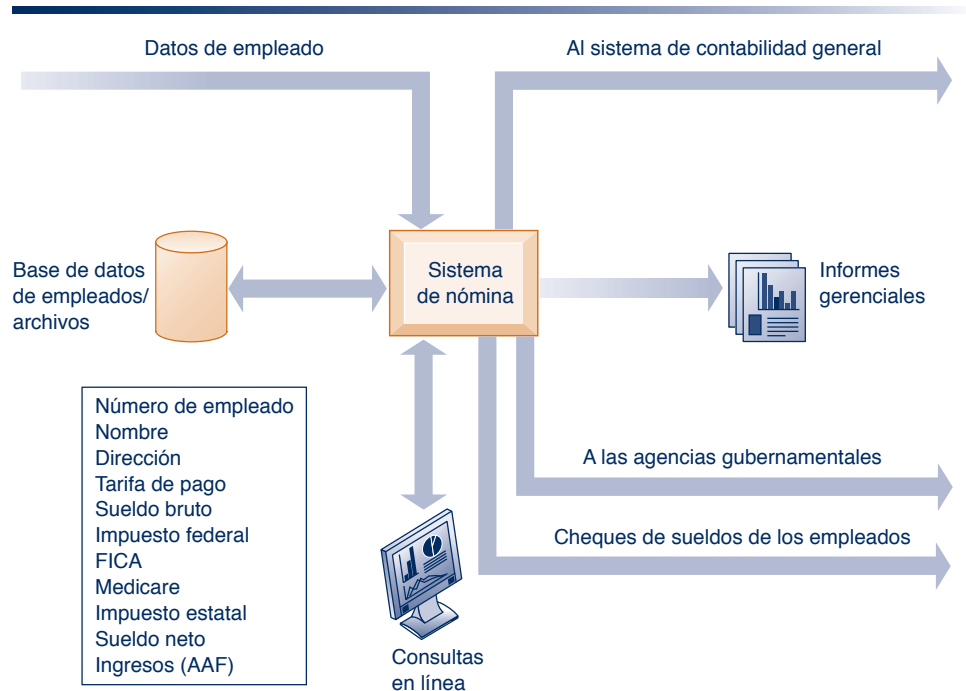 Datos de empleado
Al sistema de contabilidad general
Base de datos
de empleados/
archivos
Sistema
de nómina
Informes
gerenciales
Número de empleado
Nombre
Dirección
Tarifa de pago
Sueldo bruto
Impuesto federal
FICA
Medicare
Impuesto estatal
Sueldo neto
Ingresos (AAF)
A las agencias gubernamentales
Cheques de sueldos de los empleados
Consultas
en línea